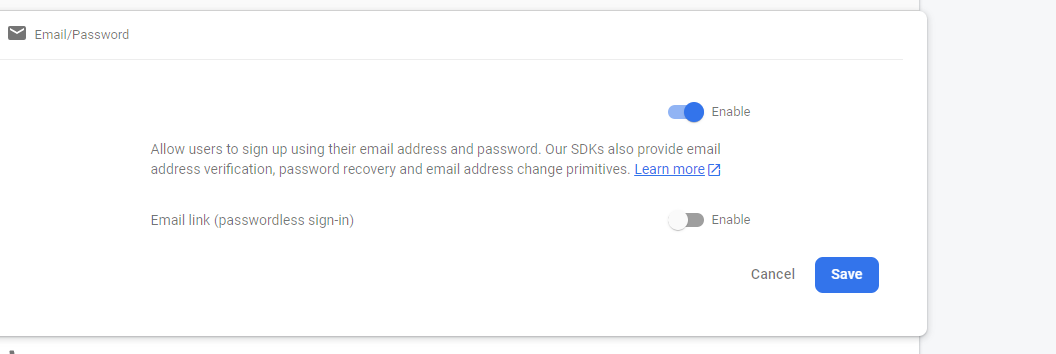 Email/Password
Enable
Allow users to sign up using their email address and password. Our SDKs also provide email
address verification, password recovery and email address change primitives. Learn more
Email link (passwordless sign-in)
Enable
Cancel
Save